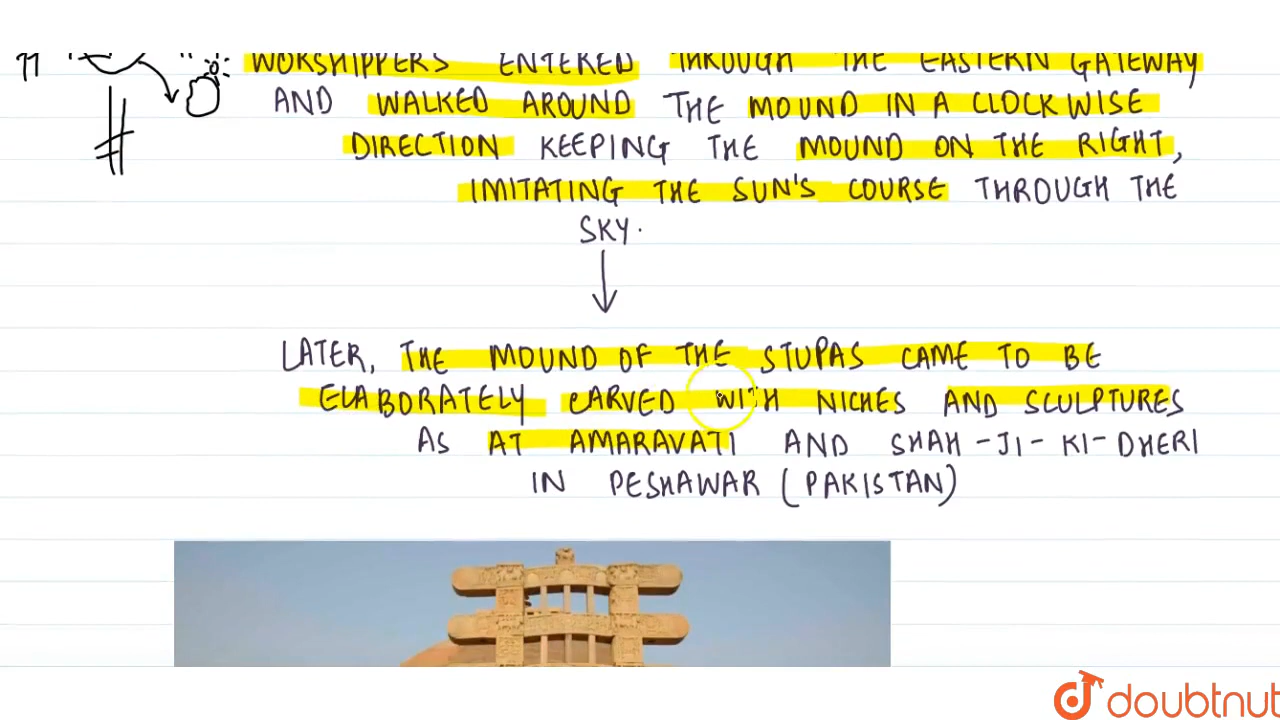 WORSHIPPERS ENTERED THROUGH THE EASTERN GATEWAY
AND WALKED AROUND THE MOUND IN A CLOCKWISE
DIRECTION KEEPING THE MOUND ON THE RIGHT,
IMITATING THE SUN'S COURSE THROUGH THE
SKY.
LATER, THE MOUND OF THE STUPAS CAME TO BE
ELABORATELY CARVED WITH NICHES AND SCULPTURES
AS AT AMARAVATI AND SHAH-JI-KI-DHERI
IN PESHAWAR (PAKISTAN)
doubtnut